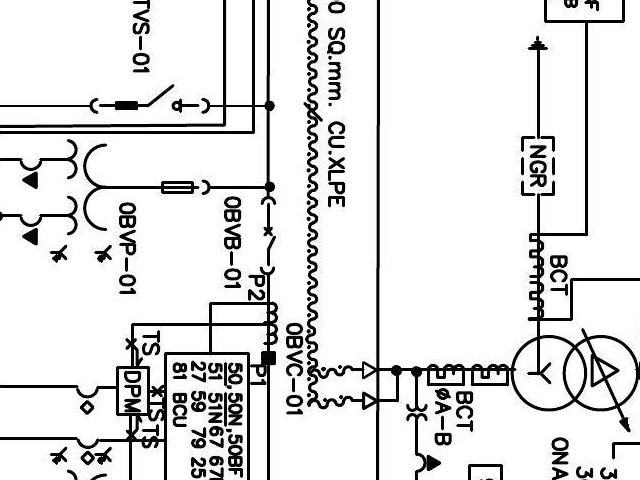 TVS-01
0 SQ.mm. CU.XLPE
NGR
BCT
0BVP-01
0BVB-01
P2
0BVC-01
P1
TS
DPM
TS
TS
50,50N,50BF
51 51N67 67
27 59 79 25
81 BCU
BCT
ØA-B
ONA